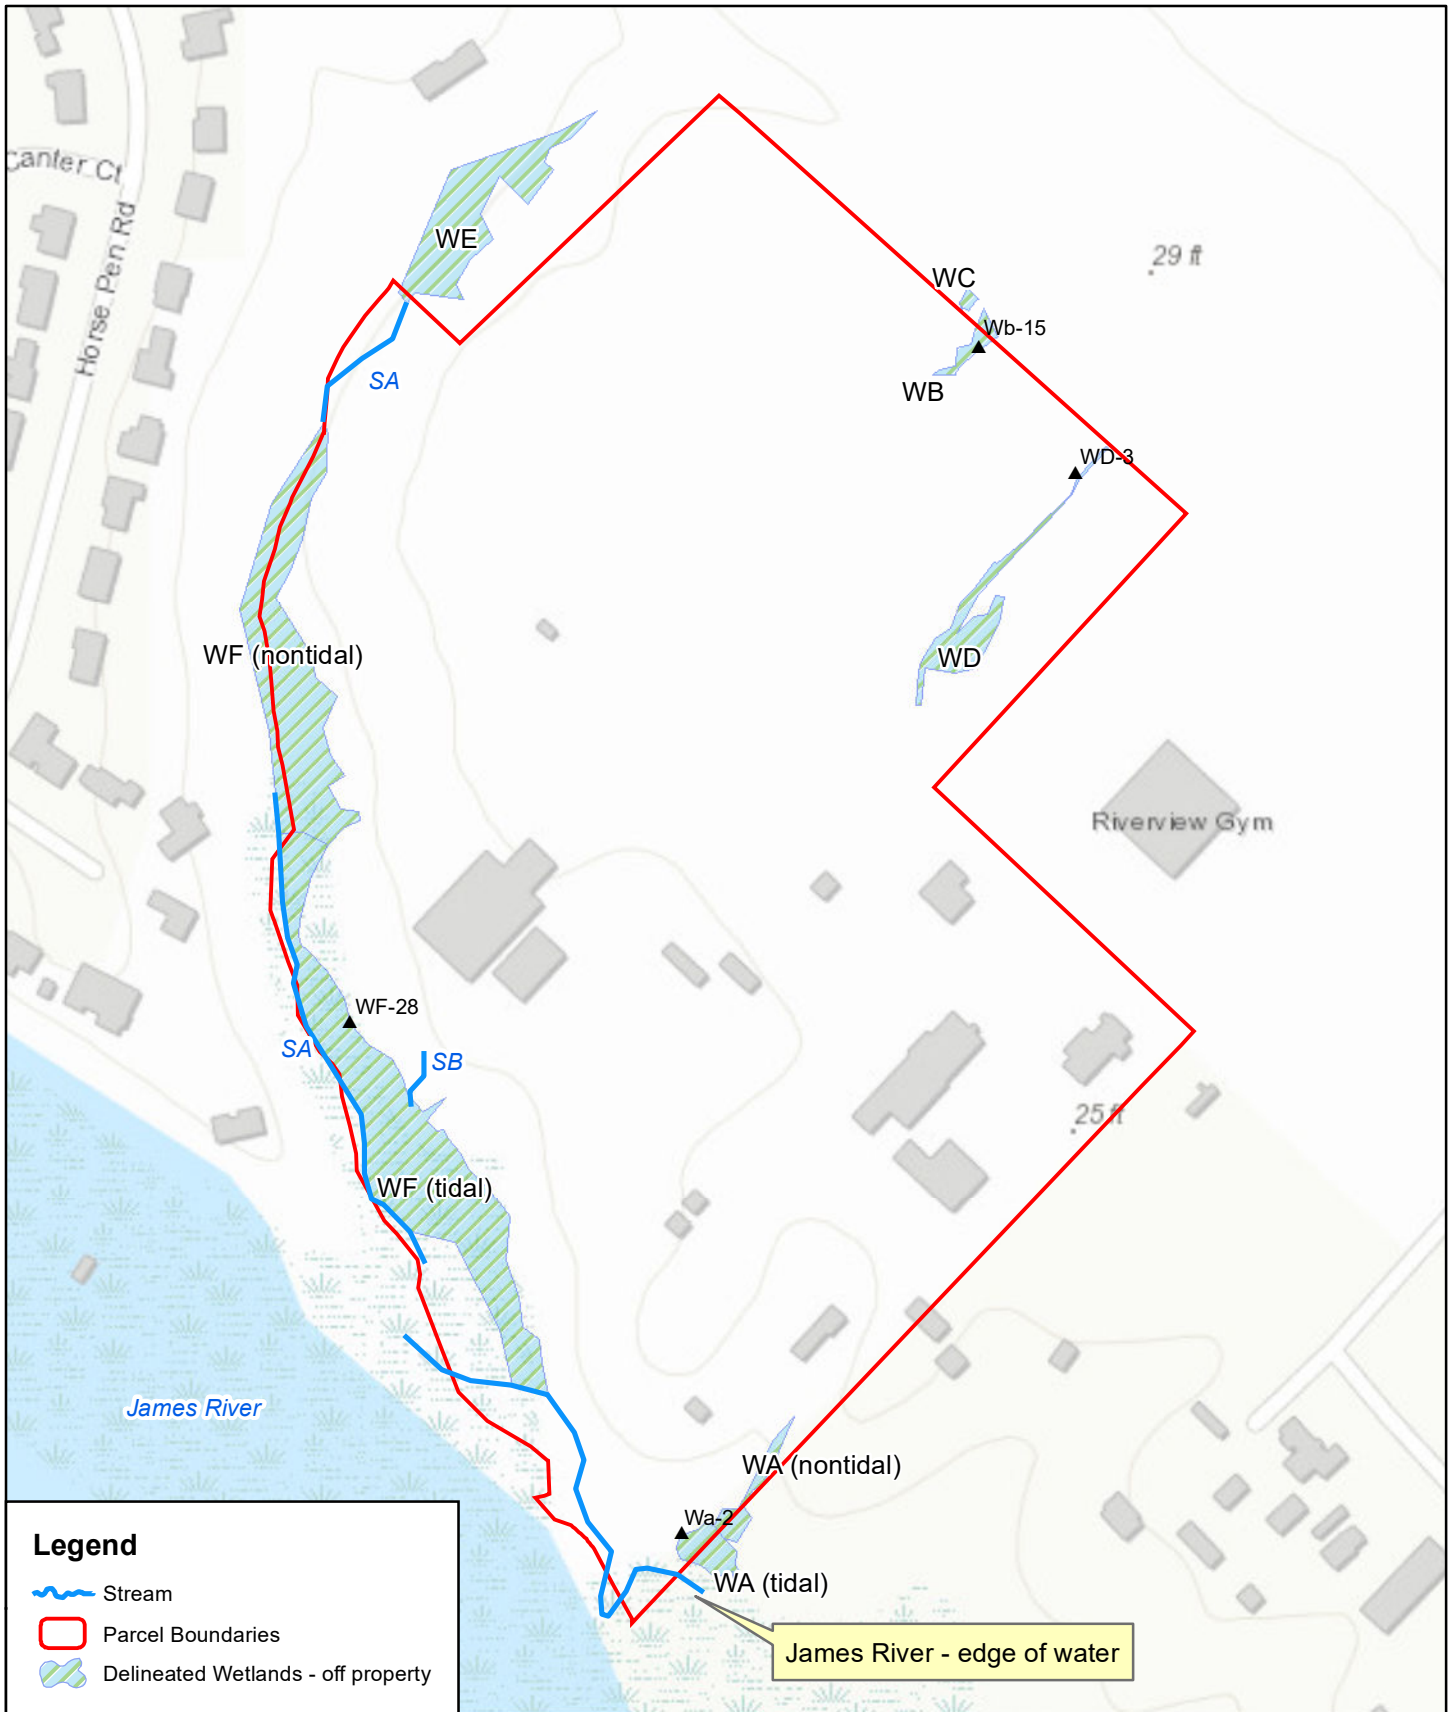 Canter Ct
Horse Pen Rd
WE
29 ft
WC
Wb-15
SA
WB
WD-3
WF (nontidal)
WD
Riverview Gym
WF-28
SA
SB
25 ft
WF (tidal)
James River
WA (nontidal)
Wa-2
WA (tidal)
James River - edge of water
Legend
Stream
Parcel Boundaries
Delineated Wetlands - off property